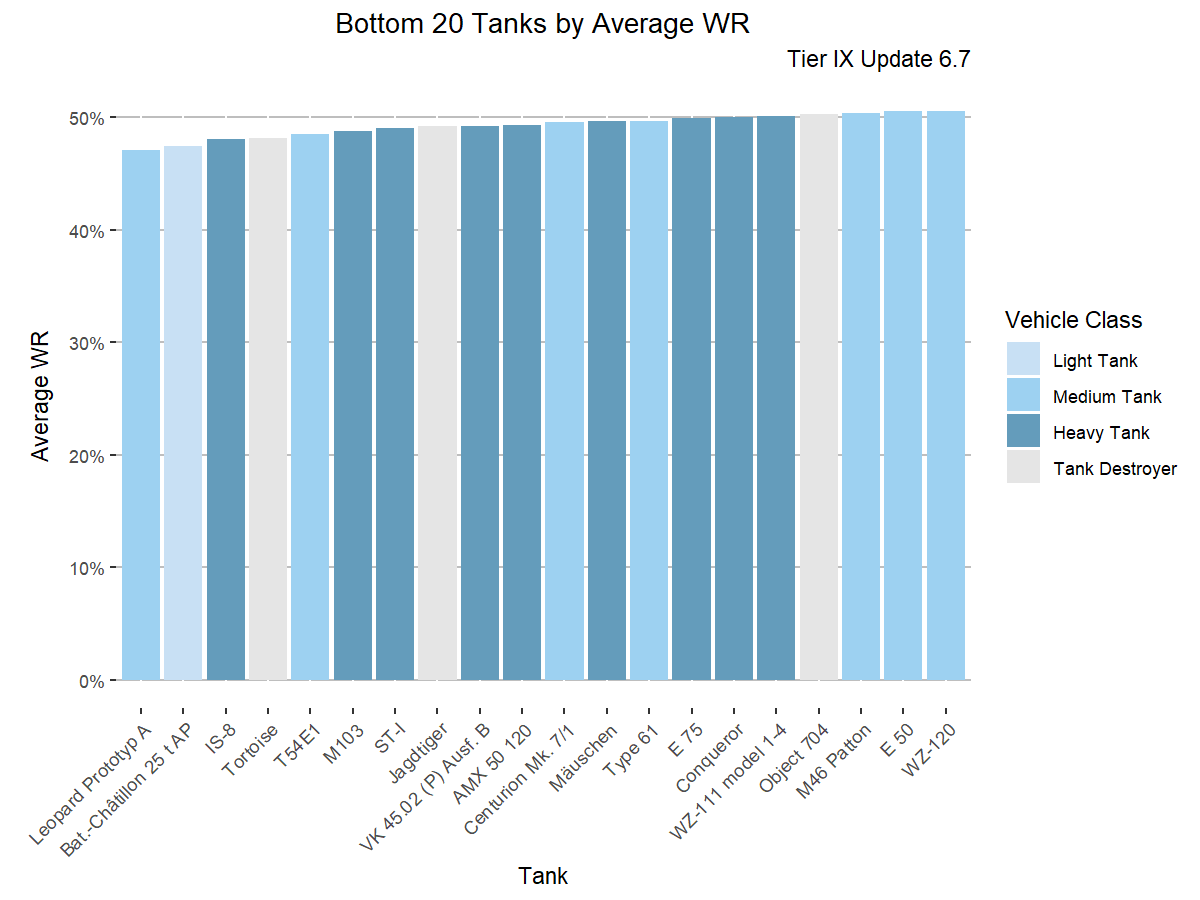 Bottom 20 Tanks by Average WR
Tier IX Update 6.7
Average WR
50%
40%
30%
20%
10%
0%
Leopard Prototyp A
Bat.-Châtillon 25 t AP
IS-8
Tortoise
T54E1
M103
ST-I
Jagdtiger
VK 45.02 (P) Ausf. B
AMX 50 120
Centurion Mk. 7/1
Mäuschen
Type 61
E 75
Conqueror
WZ-111 model 1-4
Object 704
M46 Patton
E 50
WZ-120
Tank
Vehicle Class
Light Tank
Medium Tank
Heavy Tank
Tank Destroyer